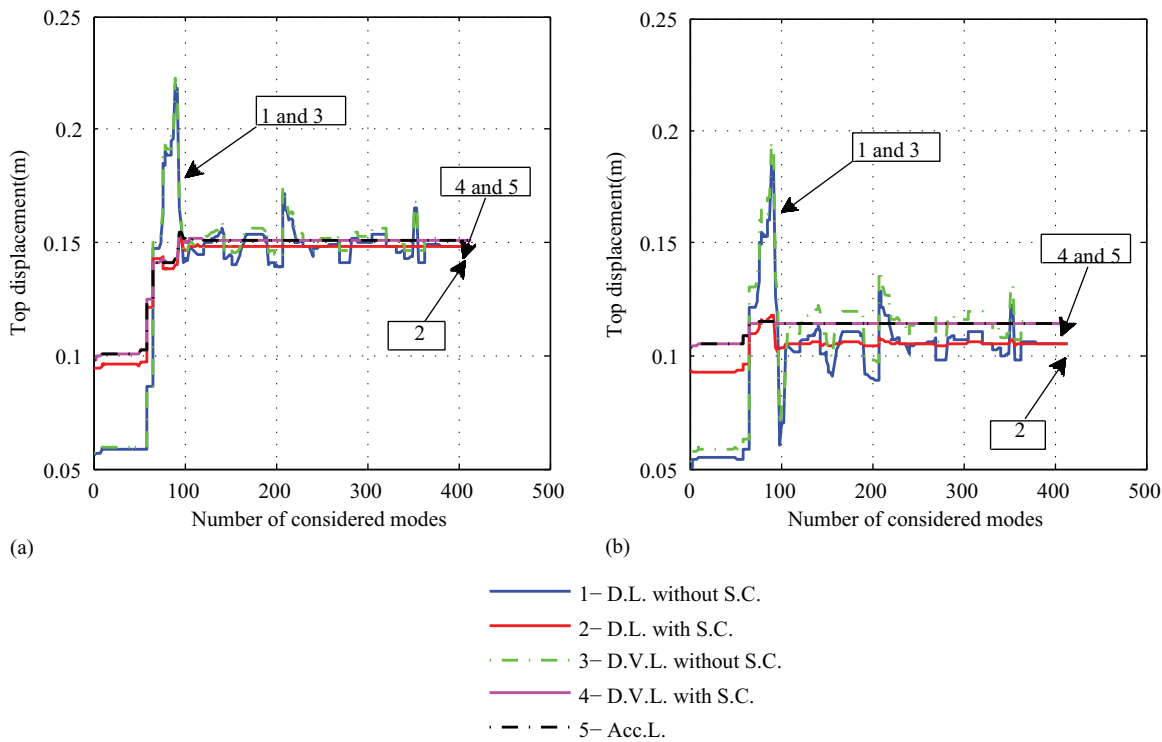 0.25
0.2
0.15
0.1
0.05
Top displacement(m)
1 and 3
4 and 5
2
0
100
200
300
400
500
Number of considered modes
(a)
0.25
0.2
0.15
0.1
0.05
Top displacement(m)
1 and 3
4 and 5
2
0
100
200
300
400
500
Number of considered modes
(b)
1− D.L. without S.C.
2− D.L. with S.C.
3− D.V.L. without S.C.
4− D.V.L. with S.C.
5− Acc.L.